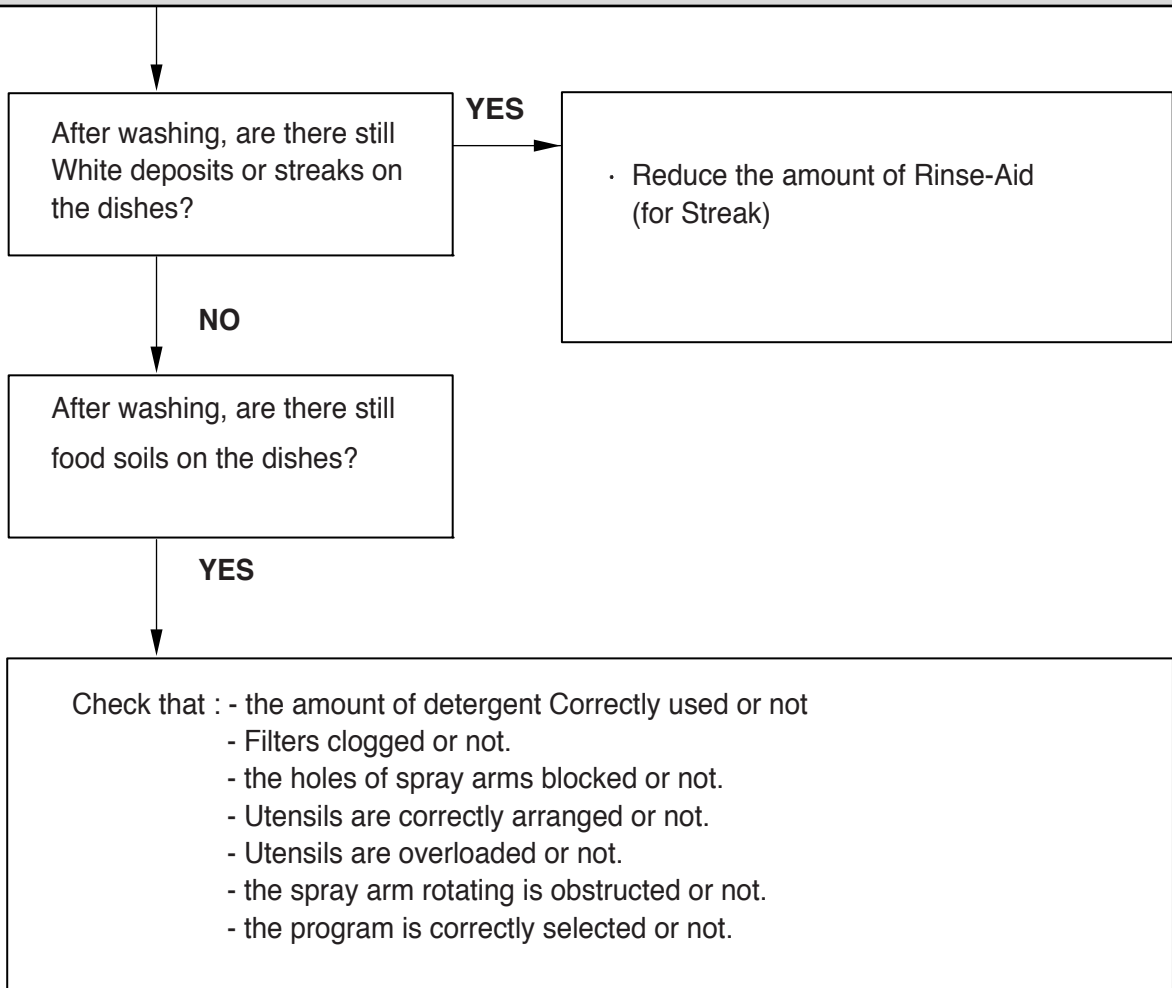 After washing, are there still
White deposits or streaks on
the dishes?
YES
· Reduce the amount of Rinse-Aid
(for Streak)
NO
After washing, are there still
food soils on the dishes?
YES
Check that : - the amount of detergent Correctly used or not
- Filters clogged or not.
- the holes of spray arms blocked or not.
- Utensils are correctly arranged or not.
- Utensils are overloaded or not.
- the spray arm rotating is obstructed or not.
- the program is correctly selected or not.